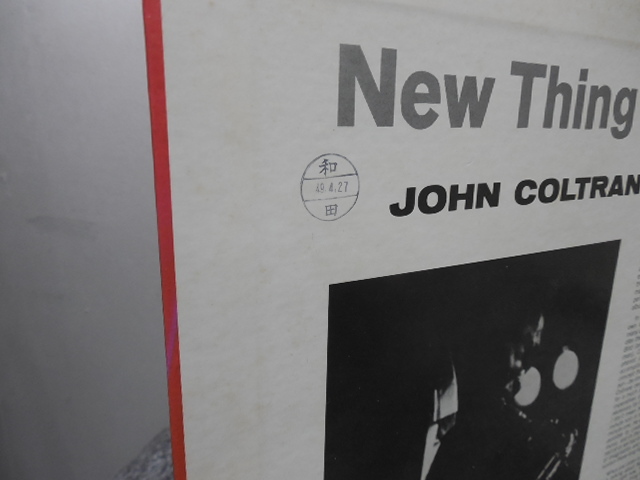 New Thing
和
49.4.27
田
JOHN COLTRAN